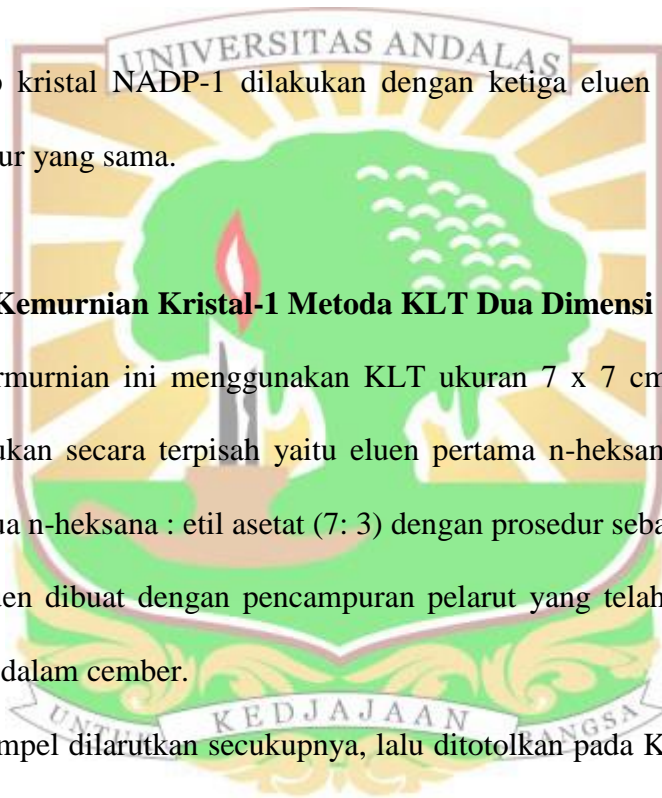 UNIVERSITAS ANDALAS
kristal NADP-1 dilakukan dengan ketiga eluen
ur yang sama.
Kemurnian Kristal-1 Metoda KLT Dua Dimensi
rmurnian ini menggunakan KLT ukuran 7 x 7 cm
ukan secara terpisah yaitu eluen pertama n-heksan
ua n-heksana : etil asetat (7: 3) dengan prosedur seba
uen dibuat dengan pencampuran pelarut yang telah
dalam cember.
UNTUK KEDJAJAAN BANGSA
mpel dilarutkan secukupnya, lalu ditotolkan pada K